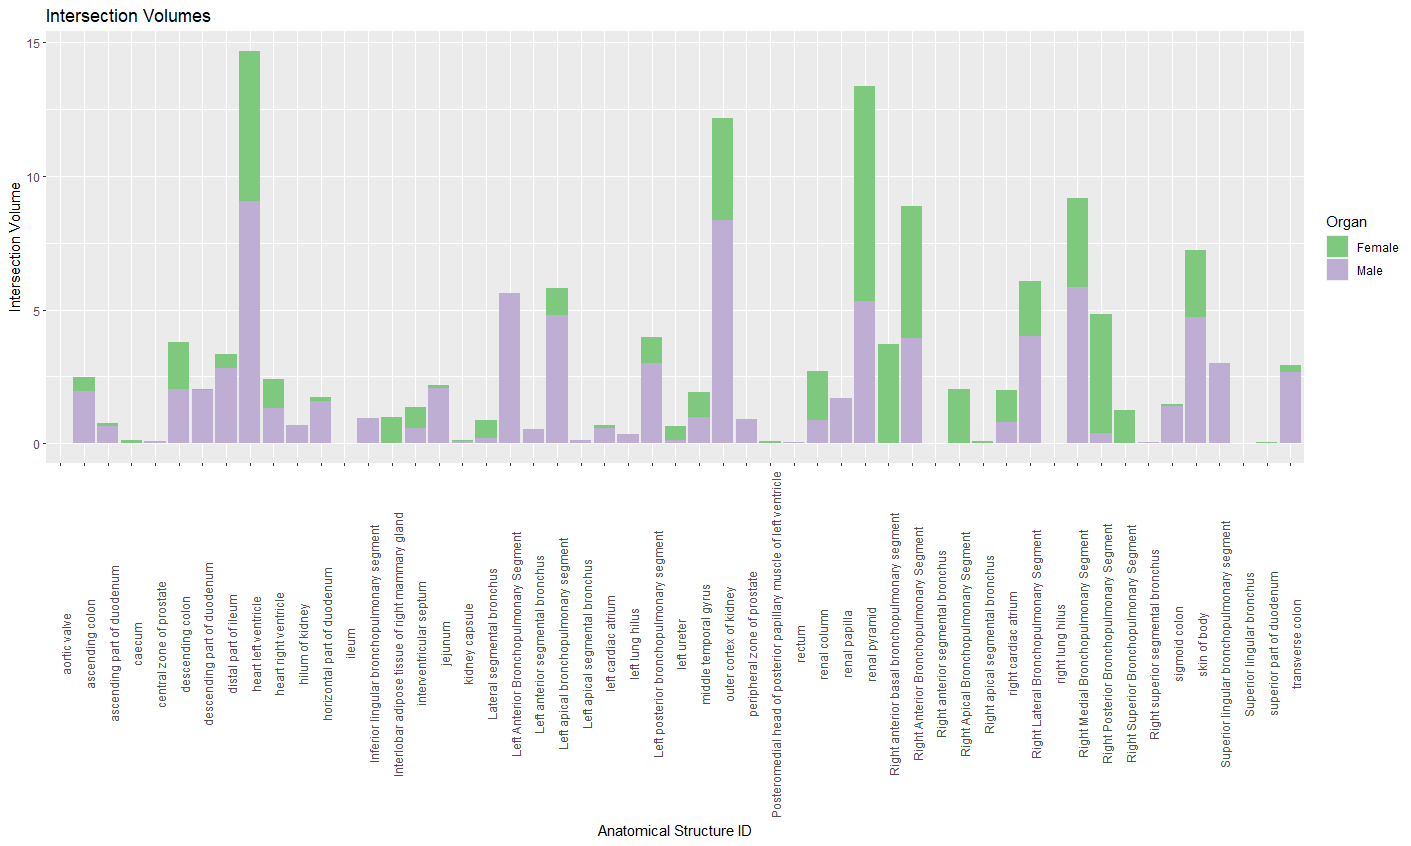 Intersection Volumes
15
10
5
0
Intersection Volume
aortic valve
ascending colon
ascending part of duodenum
caecum
central zone of prostate
descending colon
descending part of duodenum
distal part of ileum
heart left ventricle
heart right ventricle
hilum of kidney
horizontal part of duodenum
ileum
Inferior lingular bronchopulmonary segment
Interlobar adipose tissue of right mammary gland
interventricular septum
jejunum
kidney capsule
Lateral segmental bronchus
Left Anterior Bronchopulmonary Segment
Left anterior segmental bronchus
Left apical bronchopulmonary segment
Left apical segmental bronchus
left cardiac atrium
left lung hilus
Left posterior bronchopulmonary segment
left ureter
middle temporal gyrus
outer cortex of kidney
peripheral zone of prostate
Posteromedial head of posterior papillary muscle of left ventricle
rectum
renal column
renal papilla
renal pyramid
Right anterior basal bronchopulmonary segment
Right Anterior Bronchopulmonary Segment
Right anterior segmental bronchus
Right Apical Bronchopulmonary Segment
Right apical segmental bronchus
right cardiac atrium
Right Lateral Bronchopulmonary Segment
right lung hilus
Right Medial Bronchopulmonary Segment
Right Posterior Bronchopulmonary Segment
Right Superior Bronchopulmonary Segment
Right superior segmental bronchus
sigmoid colon
skin of body
Superior lingular bronchopulmonary segment
Superior lingular bronchus
superior part of duodenum
transverse colon
Anatomical Structure ID
Organ
Female
Male